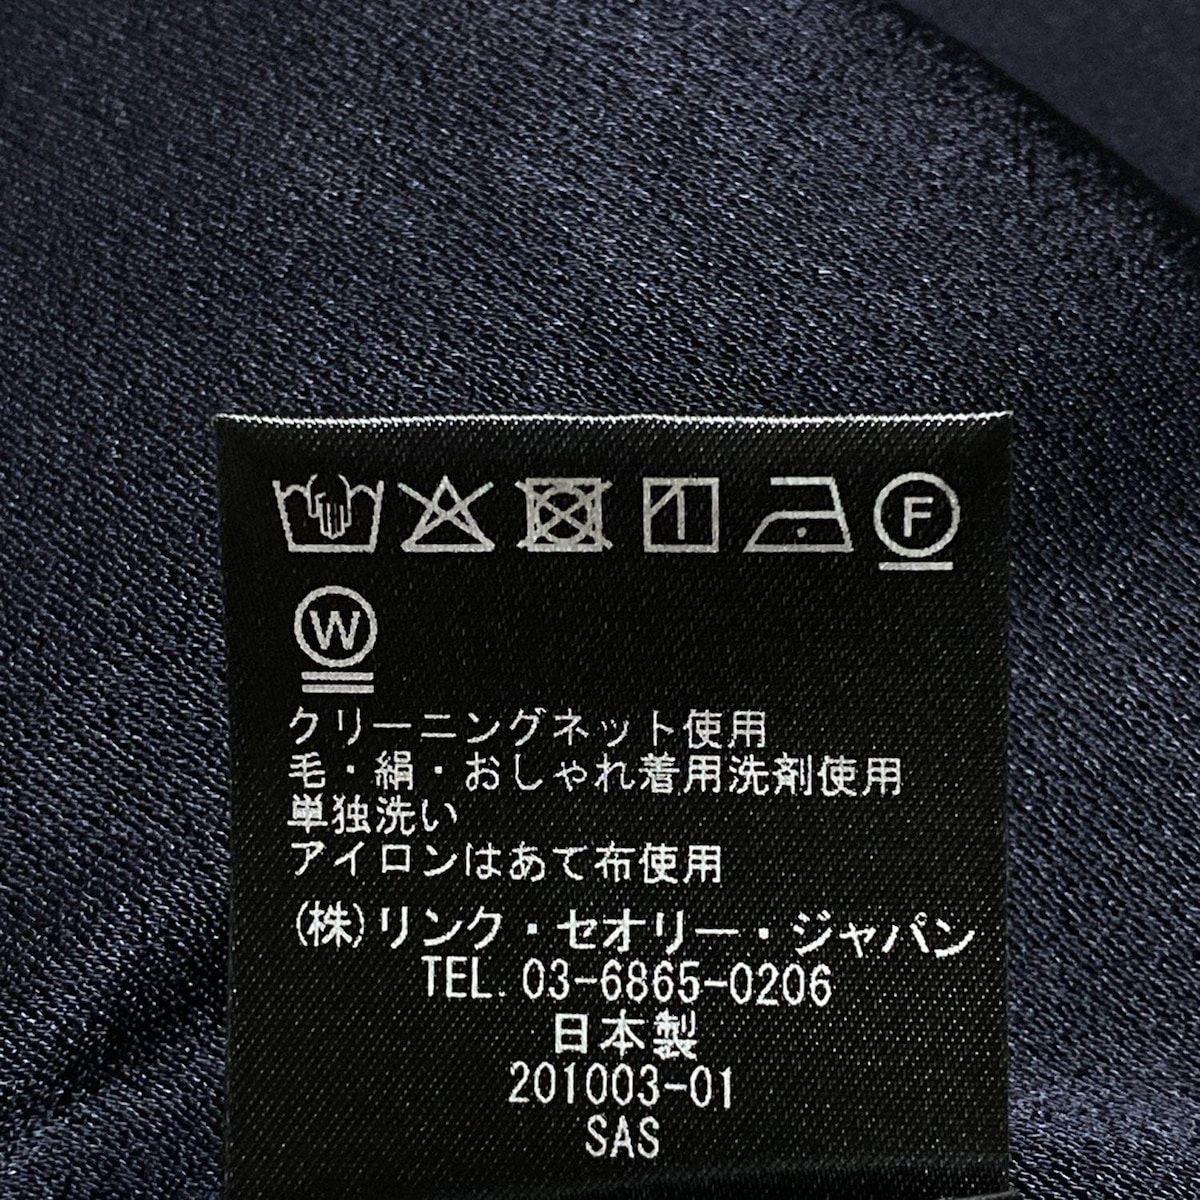 F
W
クリーニングネット使用
毛・絹・おしゃれ着用洗剤使用
単独洗い
アイロンはあて布使用
(株)リンク・セオリー・ジャパン
TEL. 03-6865-0206
日本製
201003-01
SAS